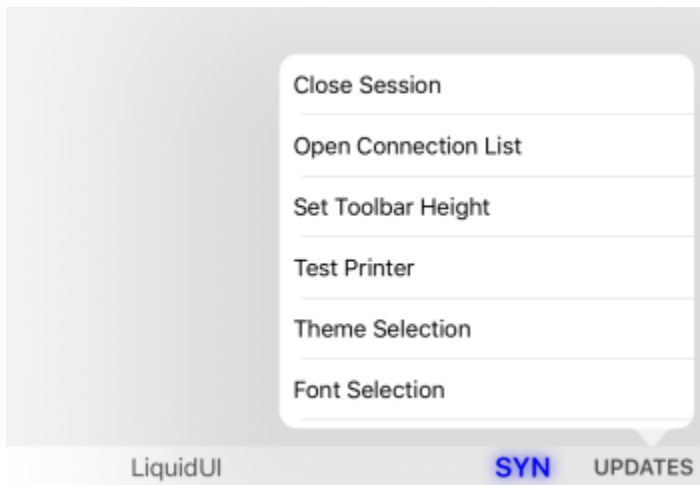 Close Session
Open Connection List
Set Toolbar Height
Test Printer
Theme Selection
Font Selection
LiquidUI SYN UPDATES